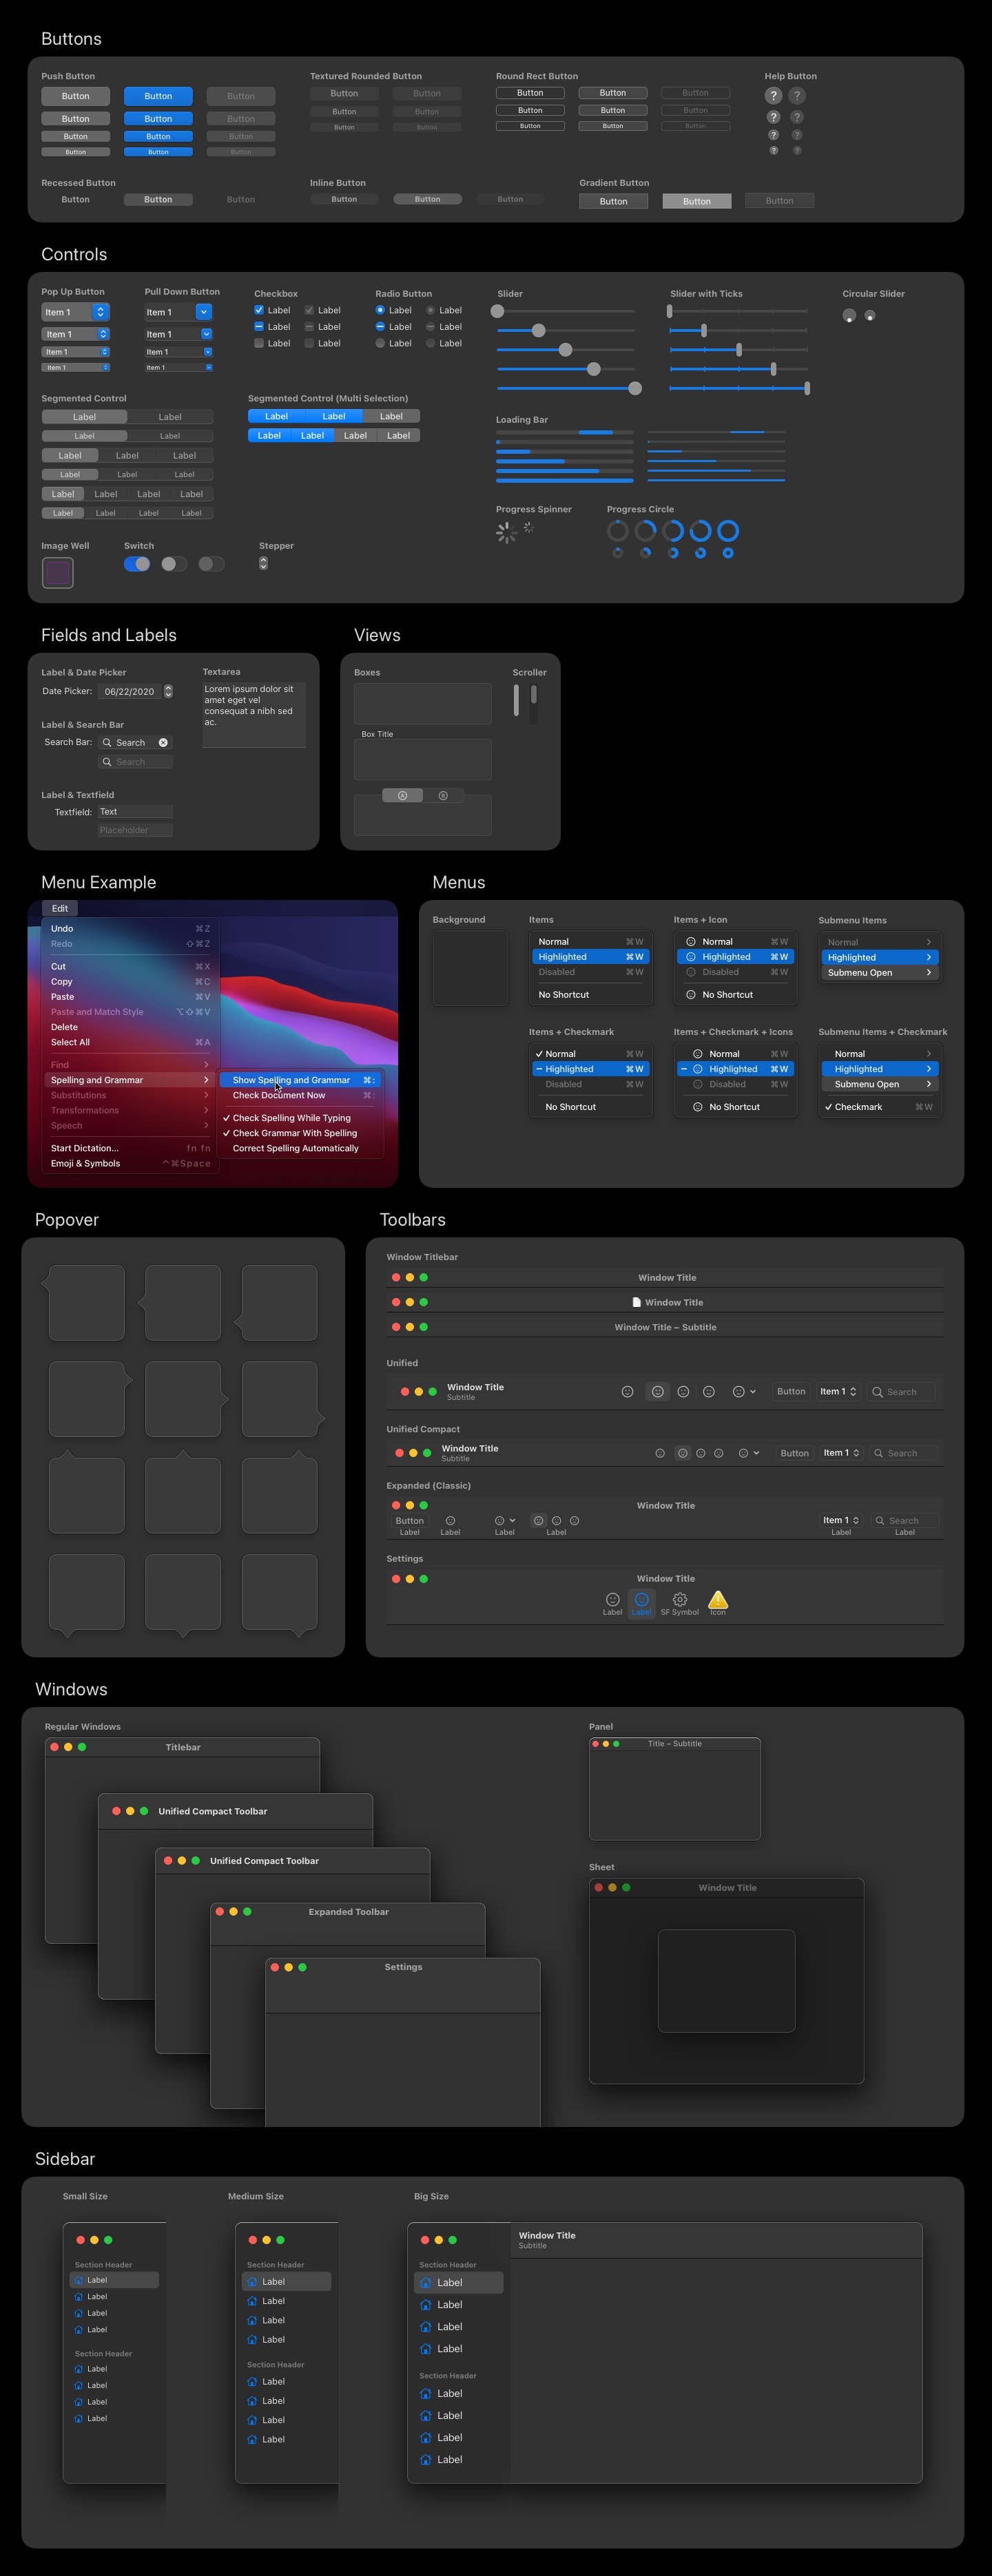 Buttons
Push Button
Textured Rounded Button
Round Rect Button
Help Button
Button Button Button
Button Button
Button Button Button
?
?
Button Button Button
Button Button
Button Button Button
?
Button Button Button
Button Button
Button Button Button
?
?
Button Button Button
?
?
Recessed Button
Inline Button
Gradient Button
Button Button Button
Button Button Button
Button Button Button
Controls
Pop Up Button
Pull Down Button
Checkbox
Radio Button
Slider
Slider with Ticks
Circular Slider
Item 1
Item 1
Label Label
Label Label
Item 1
Item 1
Label Label
Label Label
Item 1
Item 1
Label Label
Label Label
Item 1
Item 1
Segmented Control
Segmented Control (Multi Selection)
Label Label
Label Label Label
Label Label
Label Label Label Label
Label Label Label
Label Label Label
Label Label Label Label
Label Label Label Label
Loading Bar
Progress Spinner
Progress Circle
Image Well
Switch
Stepper
Fields and Labels
Label & Date Picker
Date Picker: 06/22/2020
Label & Search Bar
Search Bar: Search
Search
Label & Textfield
Textfield: Text
Placeholder
Textarea
Lorem ipsum dolor sit
amet eget vel
consequat a nibh sed
ac.
Views
Boxes
Box Title
A
B
Scroller
Menu Example
Edit
Undo ⌘Z
Redo ⇧⌘Z
Cut ⌘X
Copy ⌘C
Paste ⌘V
Paste and Match Style ⌥⇧⌘V
Delete
Select All ⌘A
Find
Spelling and Grammar
Substitutions
Transformations
Speech
Start Dictation... fn fn
Emoji & Symbols ^⌘Space
Show Spelling and Grammar ⌘:
Check Document Now ⌘;
✓ Check Spelling While Typing
✓ Check Grammar With Spelling
Correct Spelling Automatically
Menus
Background
Items
Normal ⌘W
Highlighted ⌘W
Disabled ⌘W
No Shortcut
Items + Icon
Normal ⌘W
Highlighted ⌘W
Disabled ⌘W
No Shortcut
Submenu Items
Normal
Highlighted
Submenu Open
Items + Checkmark
✓ Normal ⌘W
– Highlighted ⌘W
Disabled ⌘W
No Shortcut
Items + Checkmark + Icons
Normal ⌘W
– Highlighted ⌘W
Disabled ⌘W
No Shortcut
Submenu Items + Checkmark
Normal
Highlighted
Submenu Open
✓ Checkmark ⌘W
Popover
Toolbars
Window Titlebar
Window Title
Window Title
Window Title – Subtitle
Unified
Window Title
Subtitle
Button Item 1 Search
Unified Compact
Window Title
Subtitle
Button Item 1 Search
Expanded (Classic)
Window Title
Button Item 1 Search
Label Label Label Label Label Label
Settings
Window Title
Label Label SF Symbol Icon
Windows
Regular Windows
Titlebar
Unified Compact Toolbar
Unified Compact Toolbar
Expanded Toolbar
Settings
Panel
Title – Subtitle
Sheet
Window Title
Sidebar
Small Size
Section Header
Label
Label
Label
Label
Section Header
Label
Label
Label
Label
Medium Size
Section Header
Label
Label
Label
Label
Section Header
Label
Label
Label
Label
Big Size
Window Title
Subtitle
Section Header
Label
Label
Label
Label
Section Header
Label
Label
Label
Label